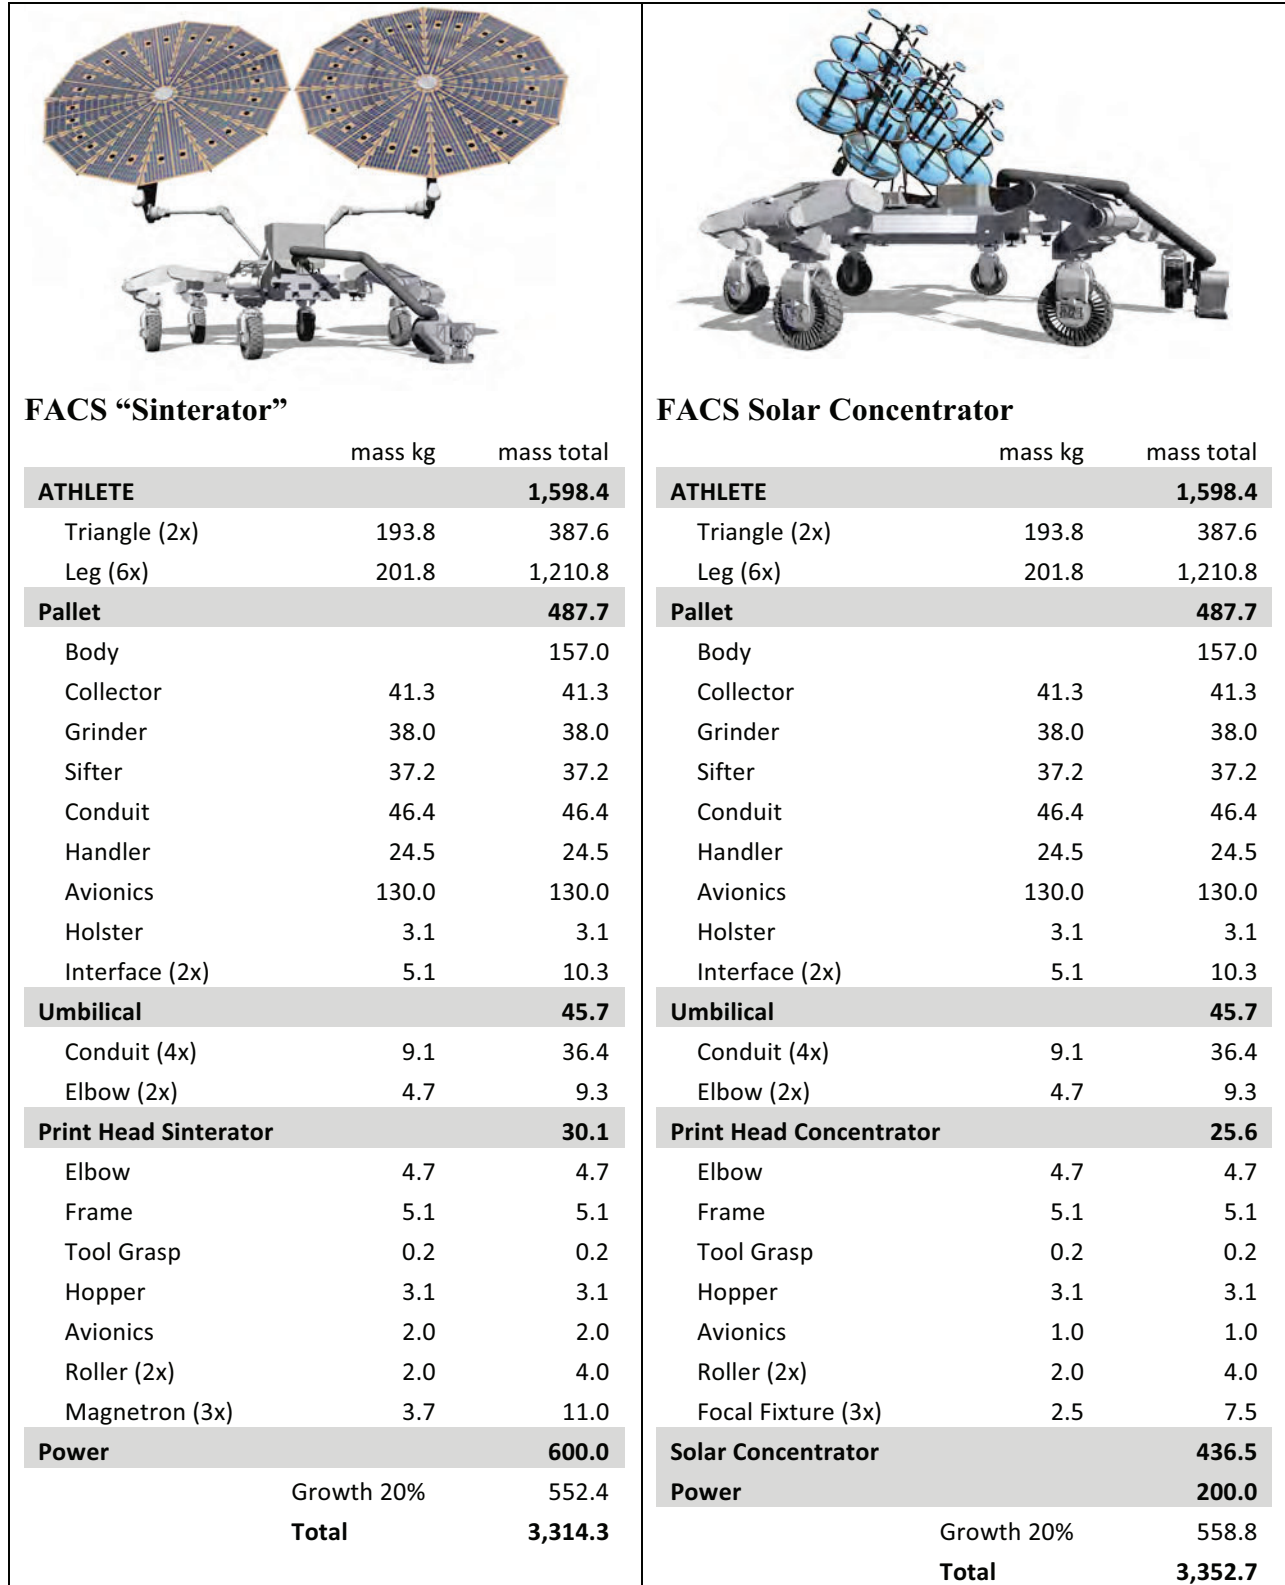 FACS “Sinterator”
mass kg mass total
ATHLETE 1,598.4
Triangle (2x) 193.8 387.6
Leg (6x) 201.8 1,210.8
Pallet 487.7
Body 157.0
Collector 41.3 41.3
Grinder 38.0 38.0
Sifter 37.2 37.2
Conduit 46.4 46.4
Handler 24.5 24.5
Avionics 130.0 130.0
Holster 3.1 3.1
Interface (2x) 5.1 10.3
Umbilical 45.7
Conduit (4x) 9.1 36.4
Elbow (2x) 4.7 9.3
Print Head Sinterator 30.1
Elbow 4.7 4.7
Frame 5.1 5.1
Tool Grasp 0.2 0.2
Hopper 3.1 3.1
Avionics 2.0 2.0
Roller (2x) 2.0 4.0
Magnetron (3x) 3.7 11.0
Power 600.0
Growth 20% 552.4
Total 3,314.3
FACS Solar Concentrator
mass kg mass total
ATHLETE 1,598.4
Triangle (2x) 193.8 387.6
Leg (6x) 201.8 1,210.8
Pallet 487.7
Body 157.0
Collector 41.3 41.3
Grinder 38.0 38.0
Sifter 37.2 37.2
Conduit 46.4 46.4
Handler 24.5 24.5
Avionics 130.0 130.0
Holster 3.1 3.1
Interface (2x) 5.1 10.3
Umbilical 45.7
Conduit (4x) 9.1 36.4
Elbow (2x) 4.7 9.3
Print Head Concentrator 25.6
Elbow 4.7 4.7
Frame 5.1 5.1
Tool Grasp 0.2 0.2
Hopper 3.1 3.1
Avionics 1.0 1.0
Roller (2x) 2.0 4.0
Focal Fixture (3x) 2.5 7.5
Solar Concentrator 436.5
Power 200.0
Growth 20% 558.8
Total 3,352.7